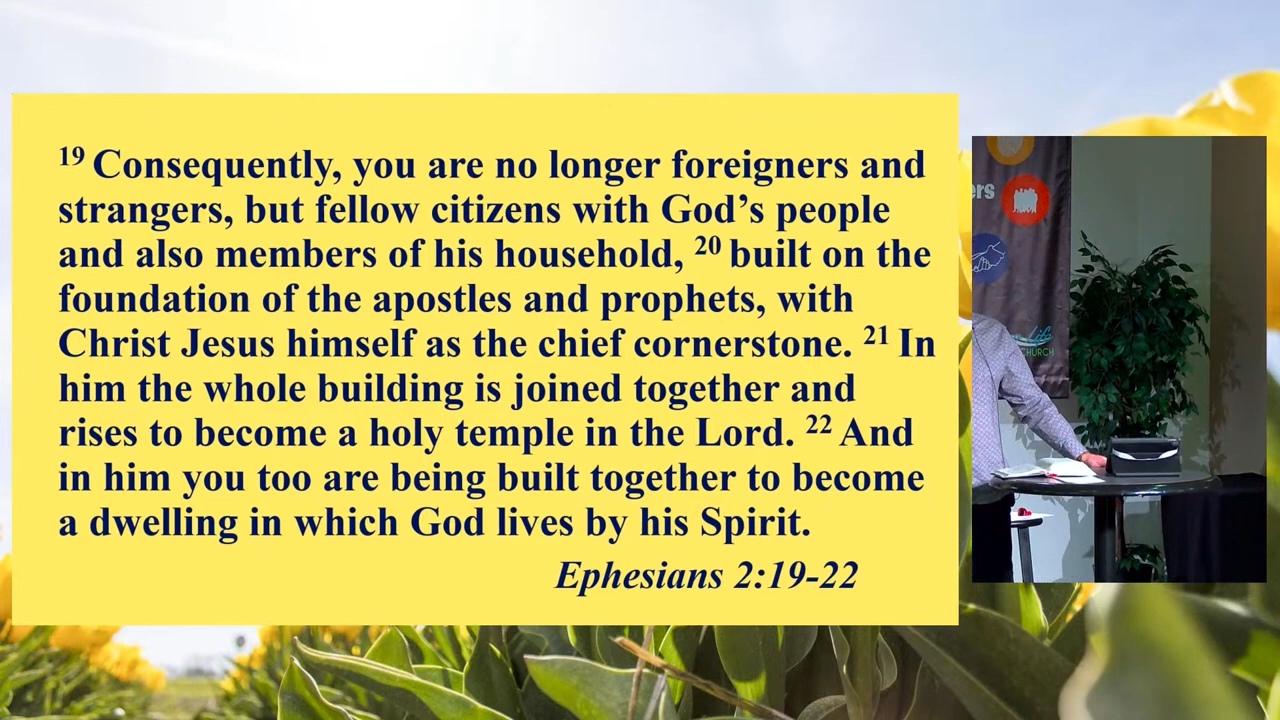 19 Consequently, you are no longer foreigners and
strangers, but fellow citizens with God’s people
and also members of his household, 20 built on the
foundation of the apostles and prophets, with
Christ Jesus himself as the chief cornerstone. 21 In
him the whole building is joined together and
rises to become a holy temple in the Lord. 22 And
in him you too are being built together to become
a dwelling in which God lives by his Spirit.
Ephesians 2:19-22
ers
Life
CHURCH